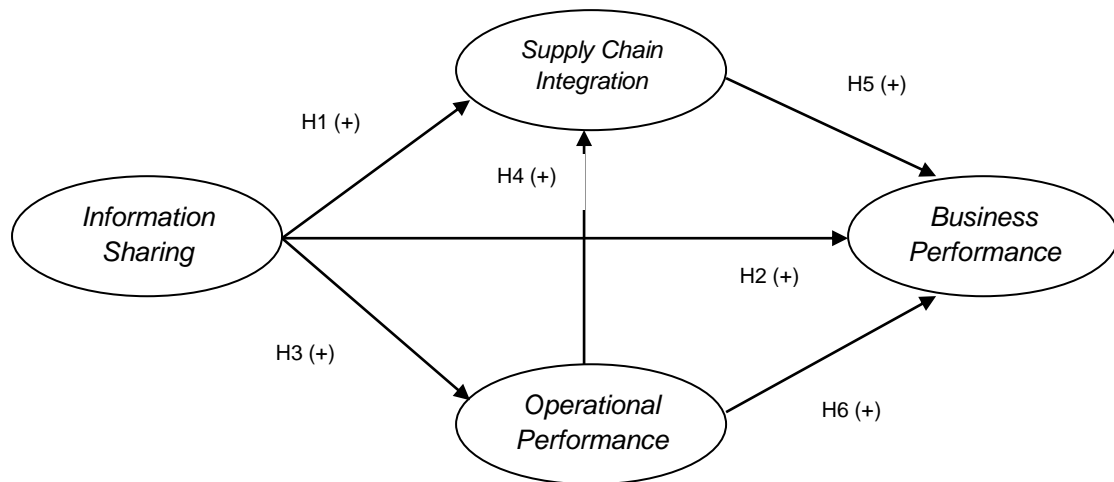 Supply Chain
Integration
H5 (+)
H1 (+)
H4 (+)
Information
Sharing
Business
Performance
H2 (+)
H3 (+)
Operational
Performance
H6 (+)